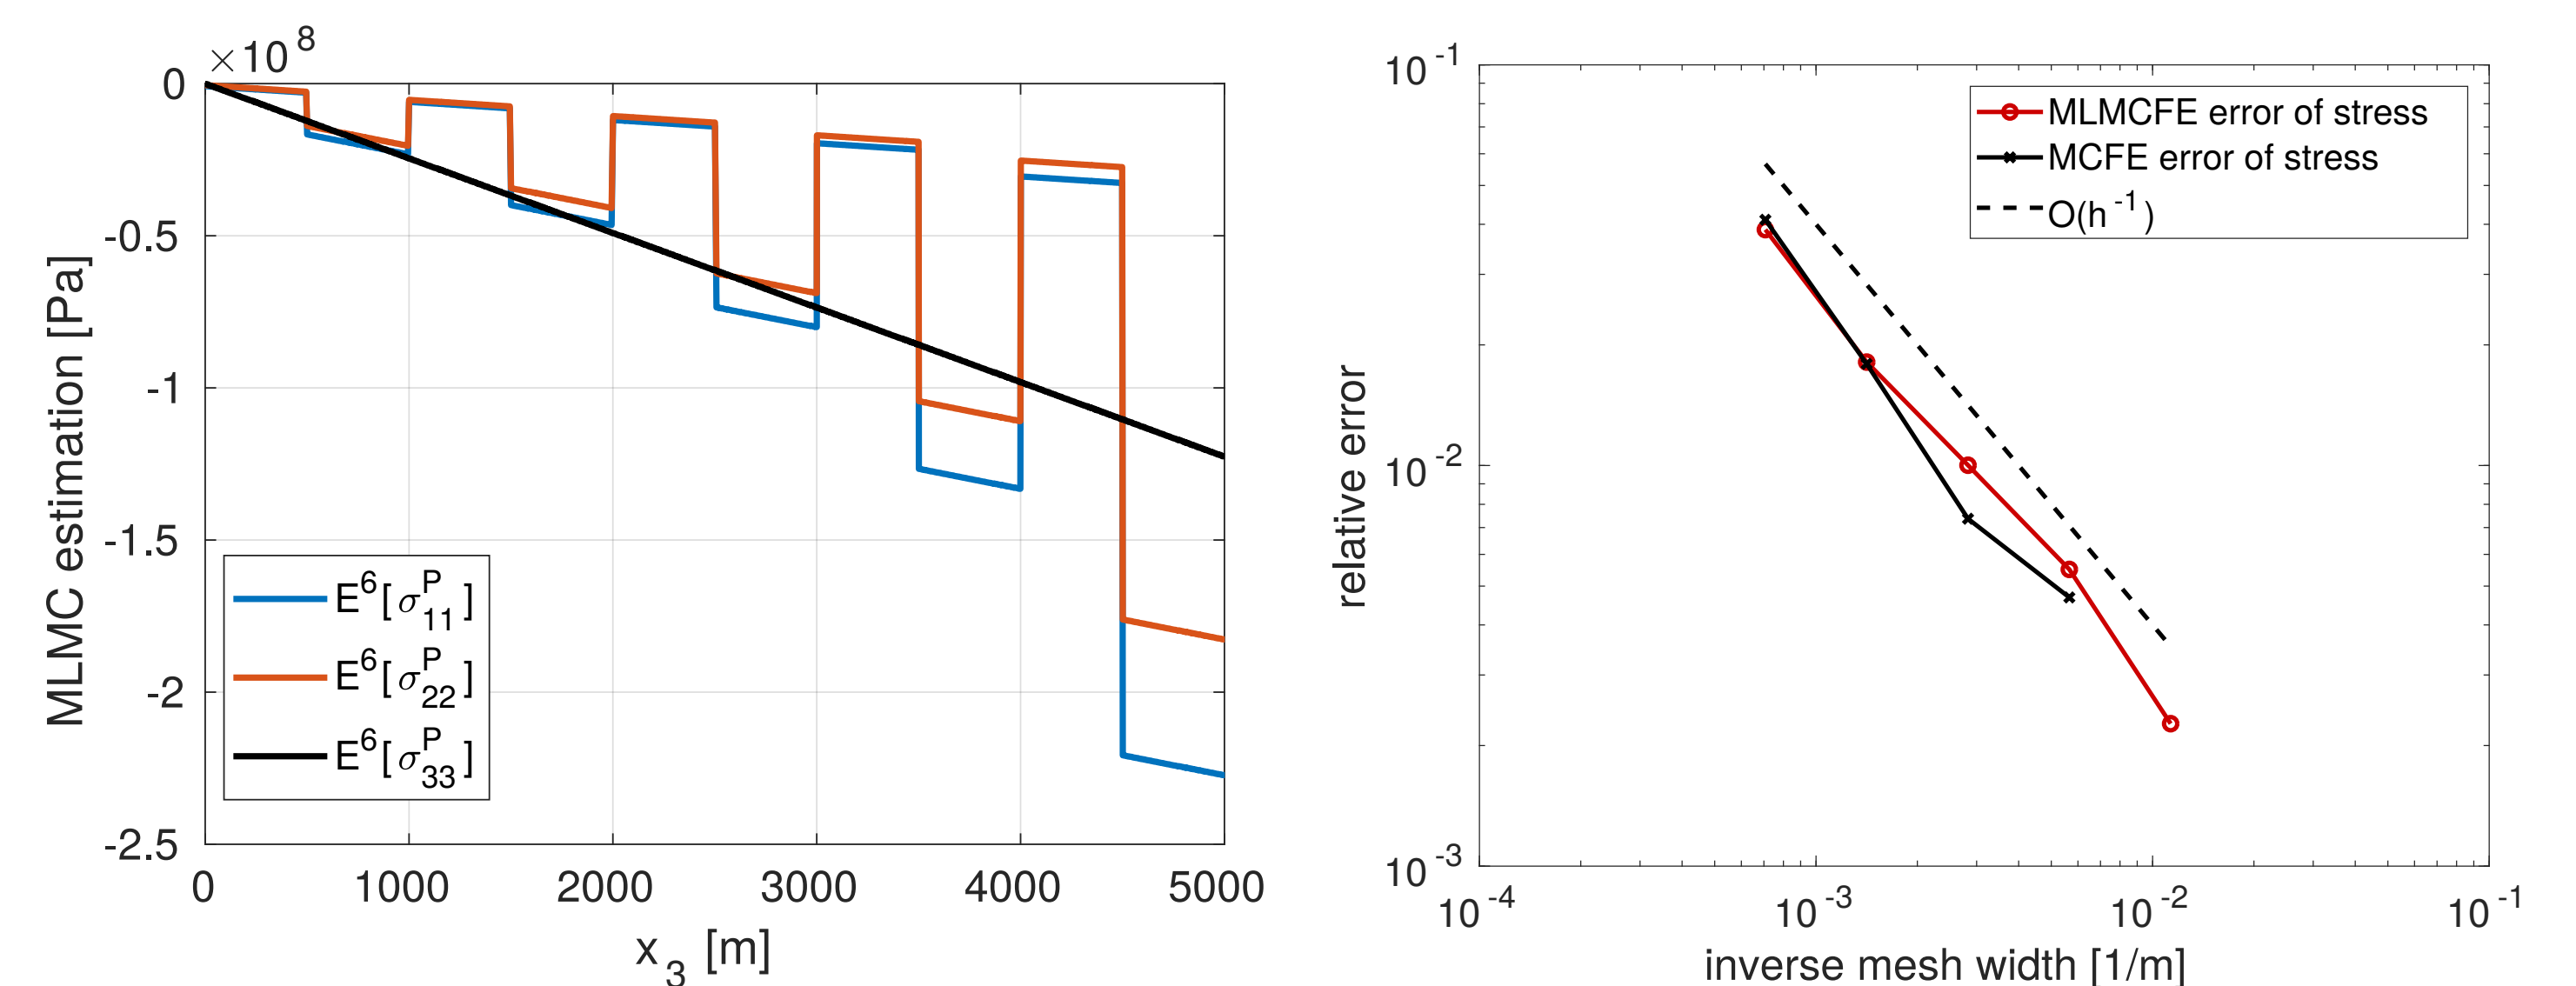 ×10^8
0
-0.5
-1
-1.5
-2
-2.5
MLMC estimation [Pa]
E^6[σ^P_11]
E^6[σ^P_22]
E^6[σ^P_33]
0 1000 2000 3000 4000 5000
x_3 [m]
10^-1
10^-2
10^-3
relative error
MLMCFE error of stress
MCFE error of stress
O(h^-1)
10^-4 10^-3 10^-2 10^-1
inverse mesh width [1/m]